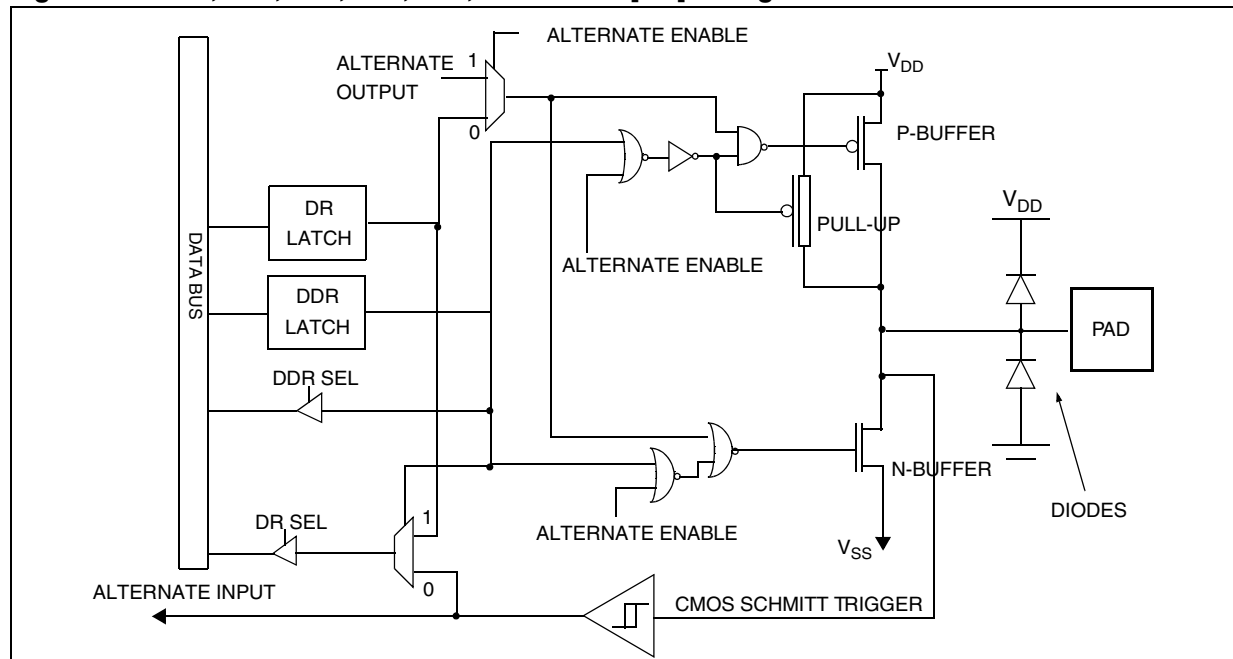 ALTERNATE ENABLE
ALTERNATE
OUTPUT
1
0
VDD
P-BUFFER
DR
LATCH
PULL-UP
VDD
DATA BUS
ALTERNATE ENABLE
DDR
LATCH
PAD
DDR SEL
N-BUFFER
DIODES
DR SEL
1
ALTERNATE ENABLE
VSS
0
ALTERNATE INPUT
CMOS SCHMITT TRIGGER